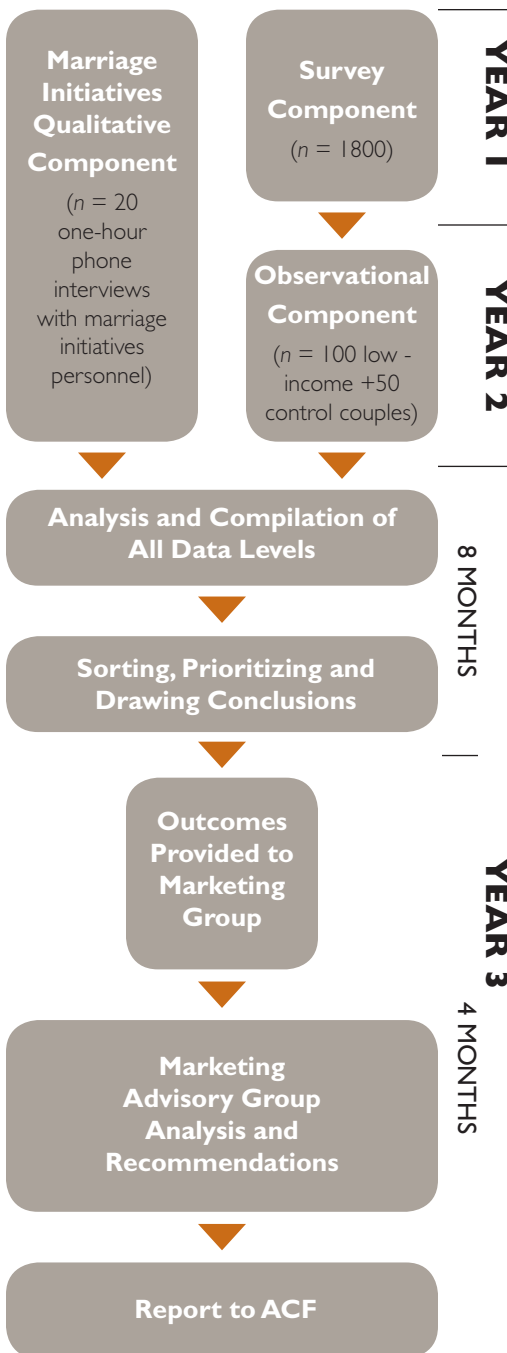 Marriage
Initiatives
Qualitative
Component
(n = 20
one-hour
phone
interviews
with marriage
initiatives
personnel)
Survey
Component
(n = 1800)
YEAR 1
Observational
Component
(n = 100 low -
income +50
control couples)
YEAR 2
Analysis and Compilation of
All Data Levels
8 MONTHS
Sorting, Prioritizing and
Drawing Conclusions
Outcomes
Provided to
Marketing
Group
YEAR 3
4 MONTHS
Marketing
Advisory Group
Analysis and
Recommendations
Report to ACF